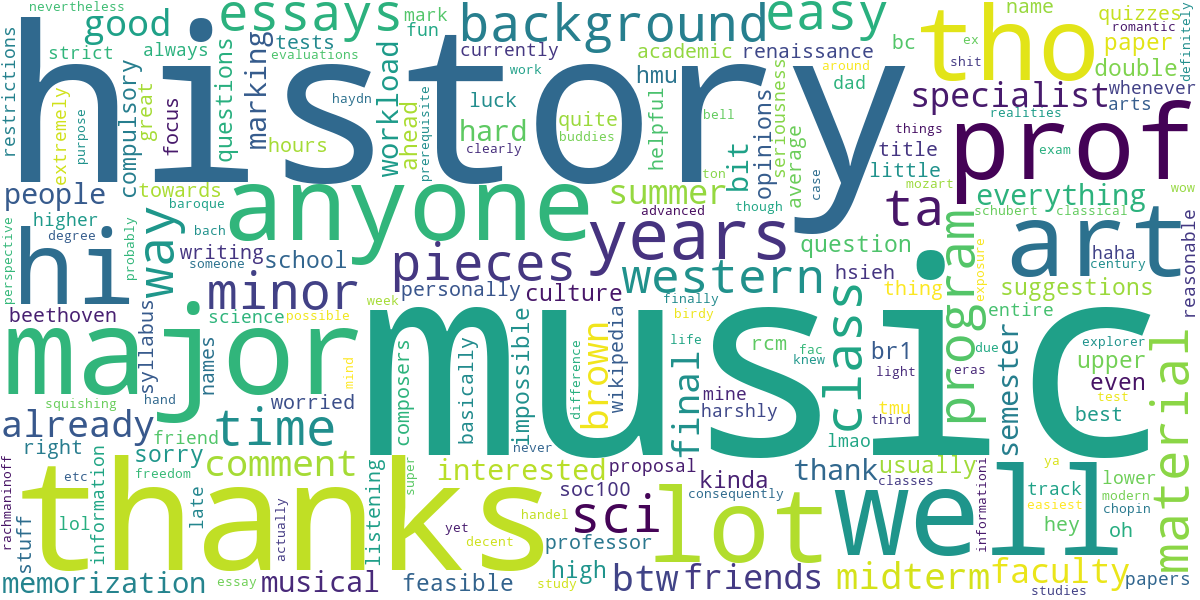 nevertheless
good
essays
mark
fun
background
easy
tho
name
quizzes
romantic
definitely
restrictions
strict
always
tests
evaluations
currently
academic
renaissance
bc
ex
shit
paper
double
history
marking
questions
great
compulsory
extremely
purpose
focus
hours
workload
ahead
prerequisite
work
haydn
luck
hard
clearly
quite
buddies
hmu
helpful
bell
ton
bit
opinions
seriousness
average
around
dad
case
though
specialist
whenever
arts
realities
prof
things
title
little
exam
mozart
wow
people
towards
baroque
anyone
summer
advanced
everything
higher
degree
bach
hi
way
probably
perspective
writing
someone
school
pieces
years
western
ta
question
program
schubert
classical
art
haha
century
reasonable
beethoven
minor
personally
culture
finally
hsieh
thing
exposure
suggestions
science
possible
week
birdy
class
entire
syllabus
major
names
mind
composers
basically
impossible
difference
brown
wikipedia
life
final
rcm
fac
knew
music
br1
light
eras
due
semester
explorer
upper
even
test
material
squishing
hand
worried
mine
harshly
tmu
third
best
already
time
friend
never
lmao
right
sorry
comment
interested
proposal
kinda
thank
usually
classes
ya
lower
rachmaninoff
etc
freedom
information
late
listening
super
soc100
consequently
informationl
track
modern
easiest
chopin
thanks
lol
actually
yet
handel
sci
lot
well
hey
oh
stuff
decent
professor
memorization
essay
musical
feasible
study
high
btw
friends
midterm
faculty
studies
papers